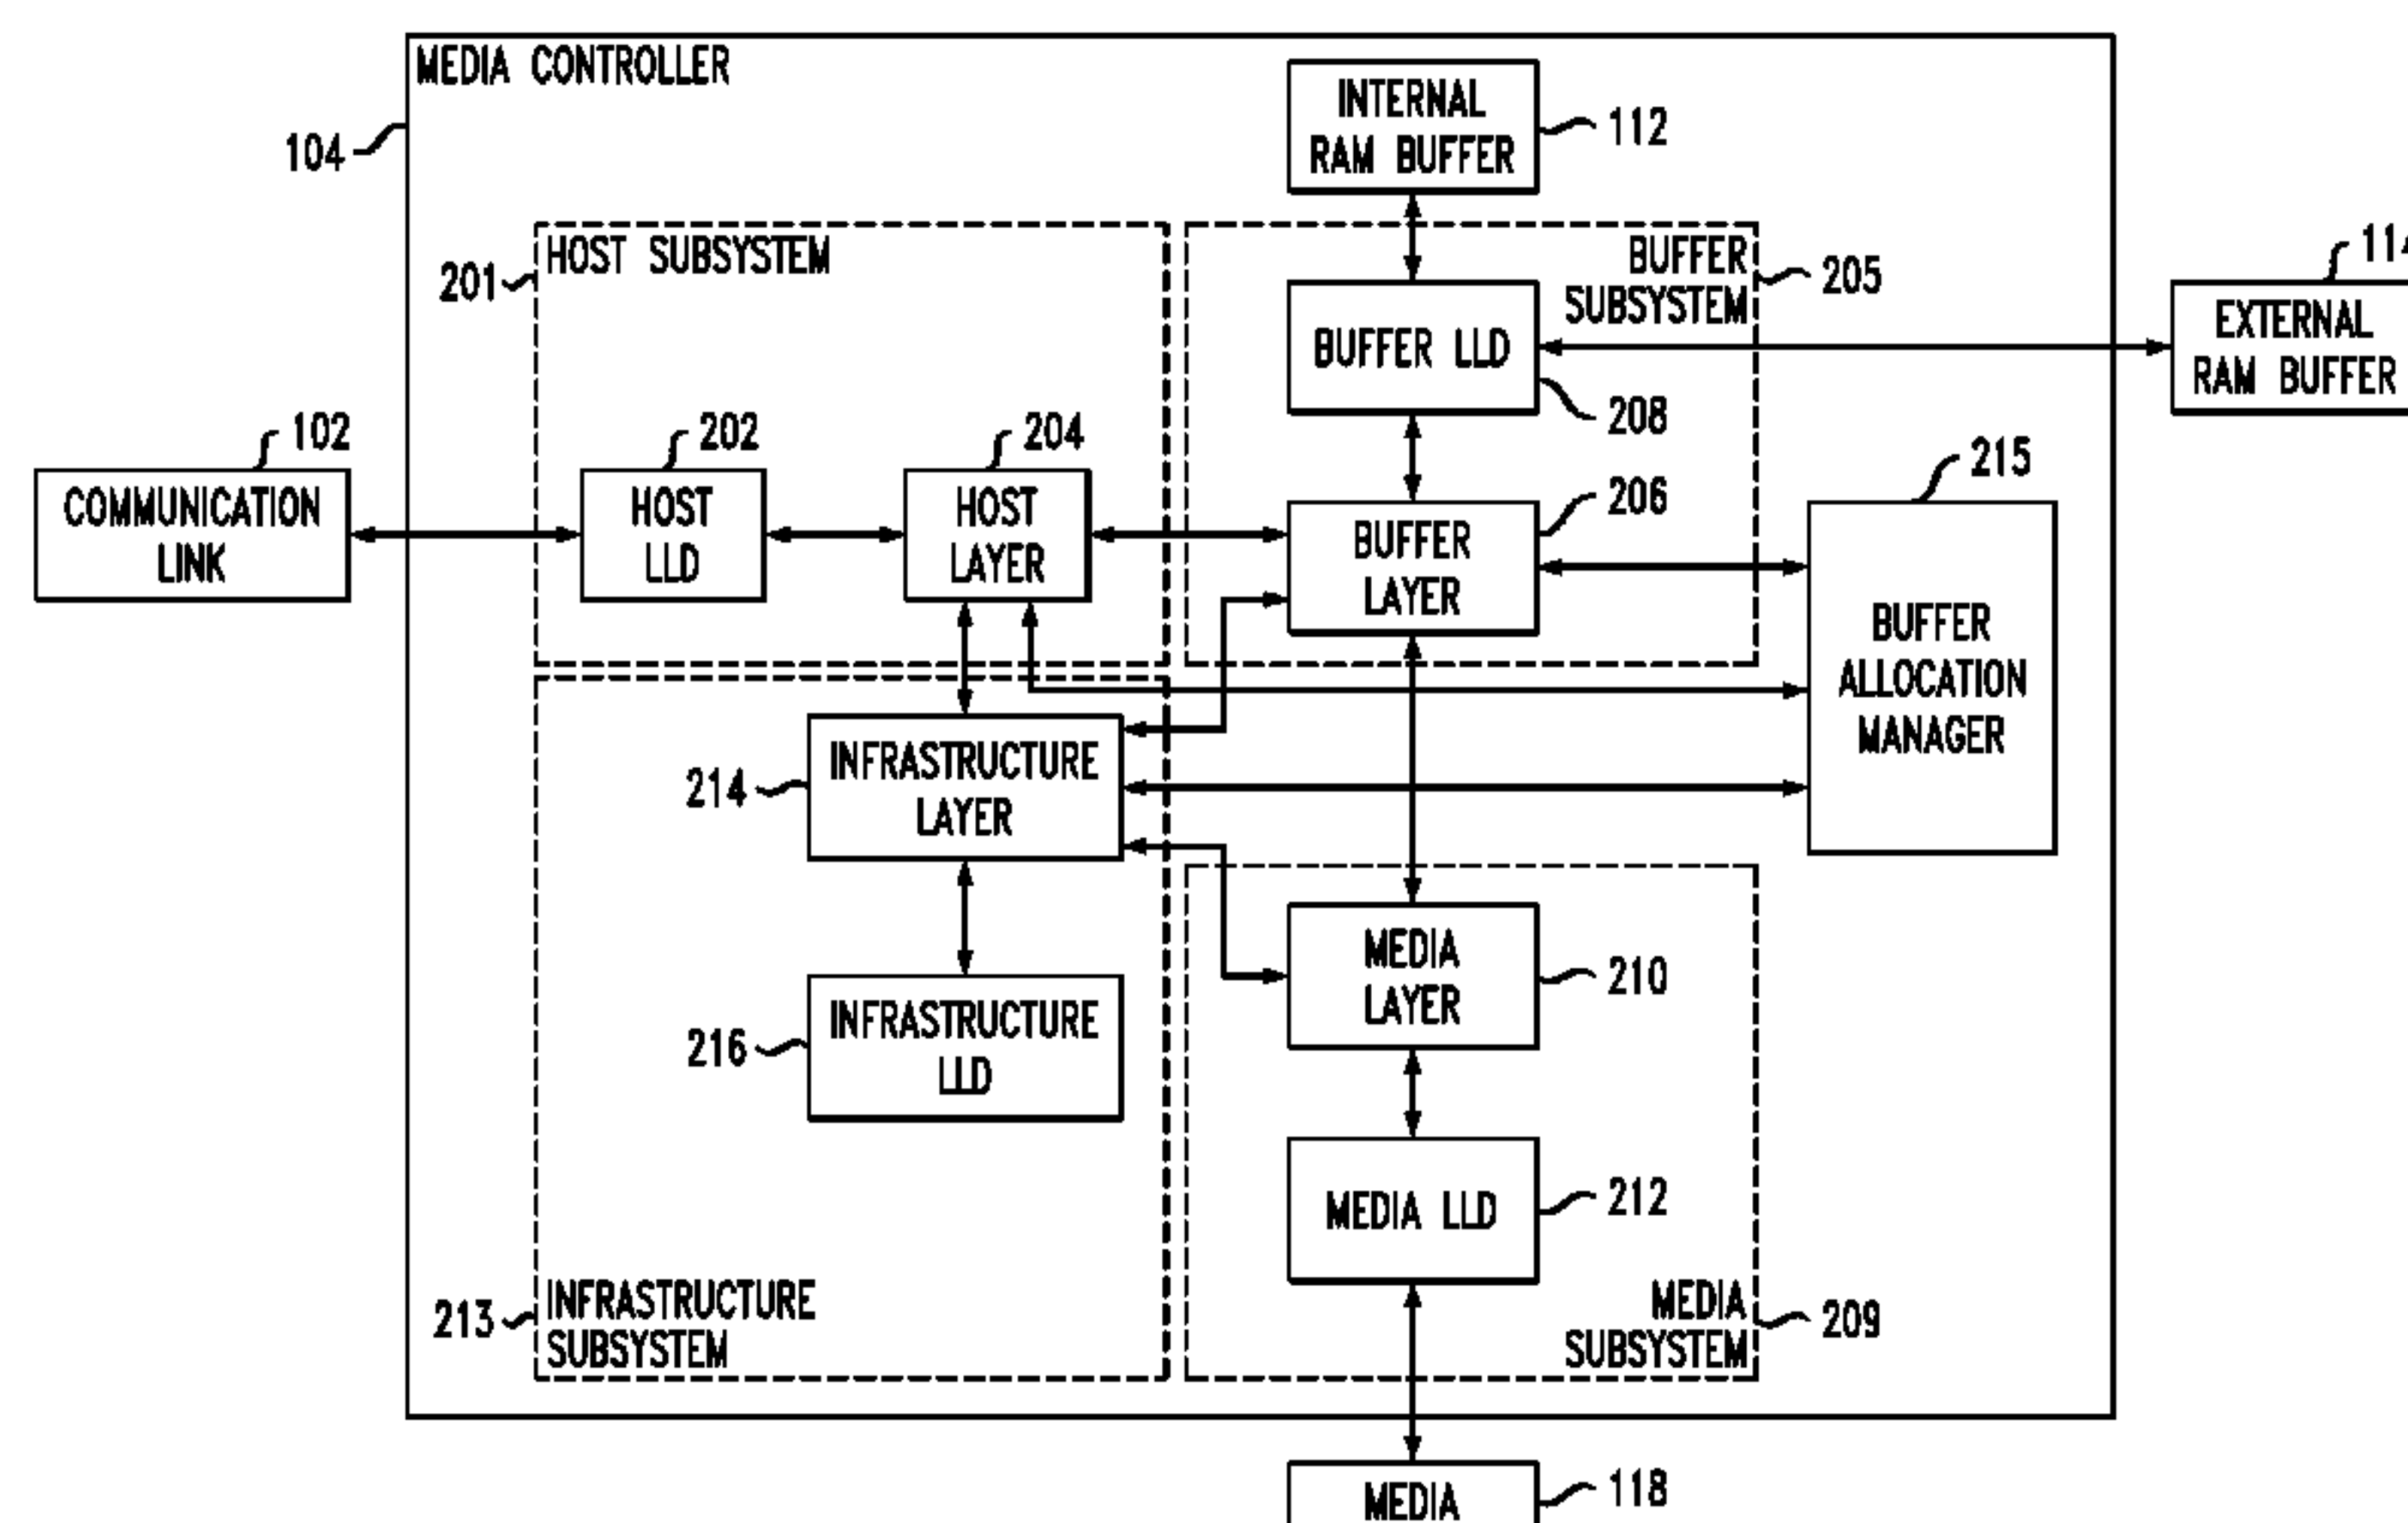 MEDIA CONTROLLER
104
INTERNAL
RAM BUFFER
112
HOST SUBSYSTEM
201
BUFFER
SUBSYSTEM
205
114
EXTERNAL
RAM BUFFER
BUFFER LLD
208
102
COMMUNICATION
LINK
202
HOST
LLD
204
HOST
LAYER
206
BUFFER
LAYER
215
BUFFER
ALLOCATION
MANAGER
214
INFRASTRUCTURE
LAYER
216
INFRASTRUCTURE
LLD
MEDIA
LAYER
210
MEDIA LLD
212
213
INFRASTRUCTURE
SUBSYSTEM
MEDIA
SUBSYSTEM
209
MEDIA
118